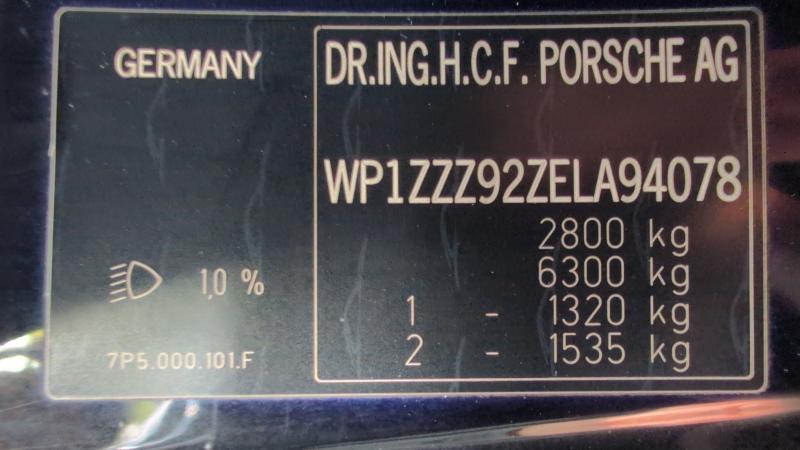 GERMANY
DR.ING.H.C.F. PORSCHE AG
WP1ZZZ92ZELA94078
2800 kg
6300 kg
1 - 1320 kg
2 - 1535 kg
1,0 %
7P5.000.101.F